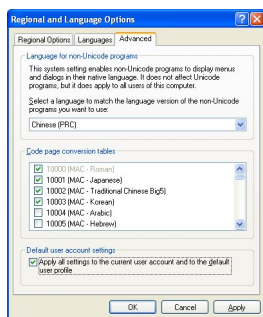 Regional and Language Options
Regional Options
Languages
Advanced
Language for non-Unicode programs
This system setting enables non-Unicode programs to display menus
and dialogs in their native language. It does not affect Unicode
programs, but it does apply to all users of this computer.
Select a language to match the language version of the non-Unicode
programs you want to use:
Chinese (PRC)
Code page conversion tables
10000 (MAC - Roman)
10001 (MAC - Japanese)
10002 (MAC - Traditional Chinese Big5)
10003 (MAC - Korean)
10004 (MAC - Arabic)
10005 (MAC - Hebrew)
Default user account settings
Apply all settings to the current user account and to the default
user profile
OK
Cancel
Apply